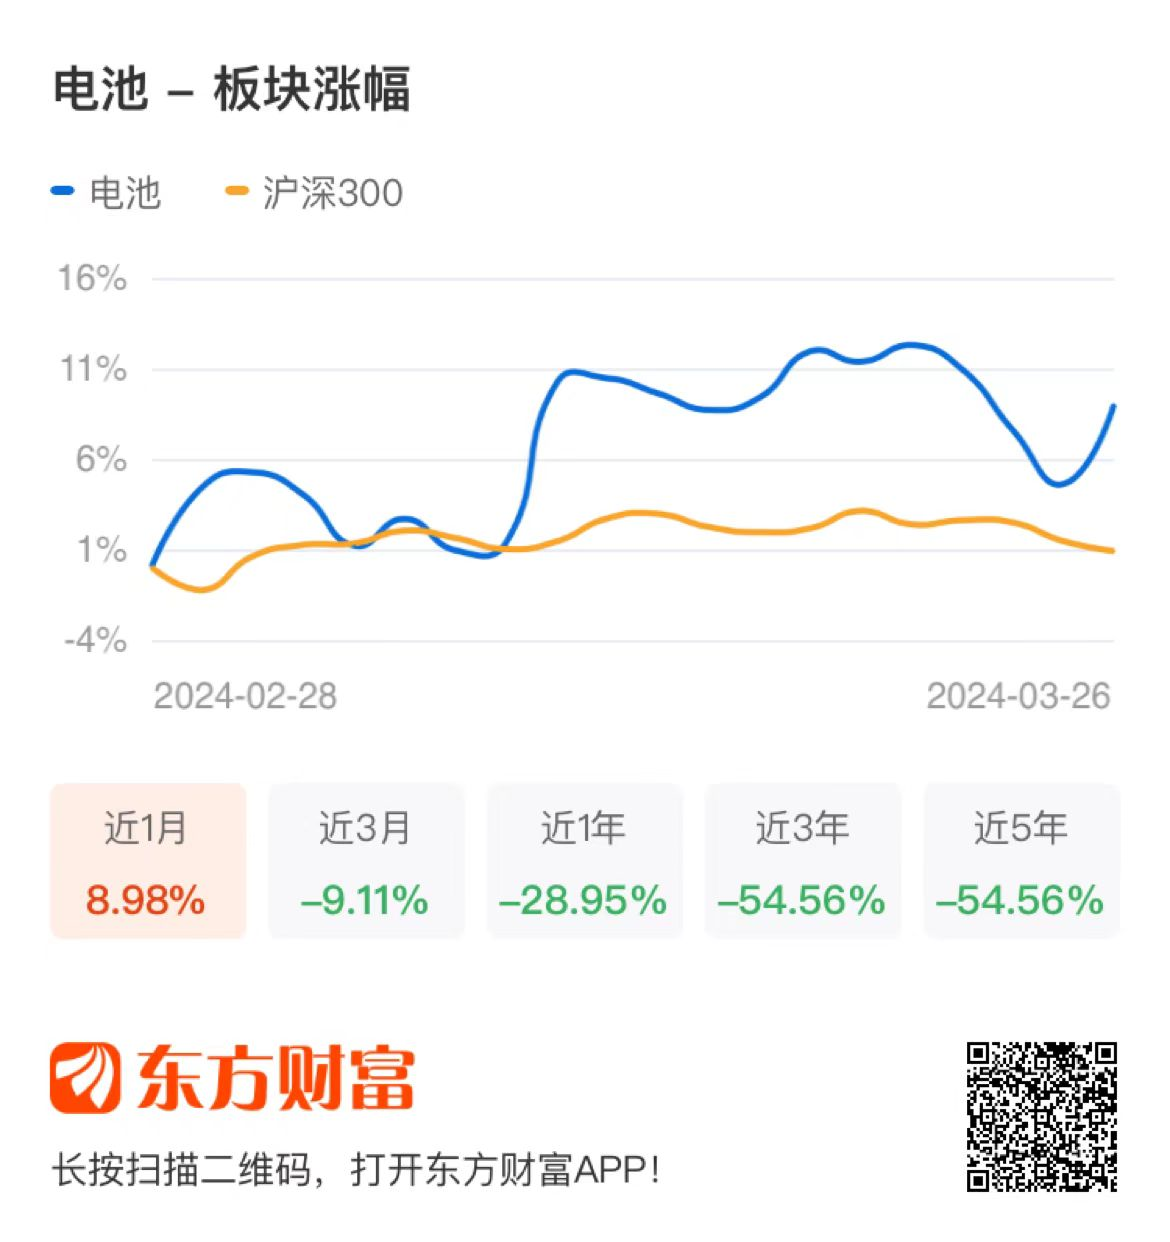 电池 – 板块涨幅
电池 沪深300
16%
11%
6%
1%
-4%
2024-02-28 2024-03-26
近1月 近3月 近1年 近3年 近5年
8.98% –9.11% –28.95% –54.56% –54.56%
东方财富
长按扫描二维码，打开东方财富APP！